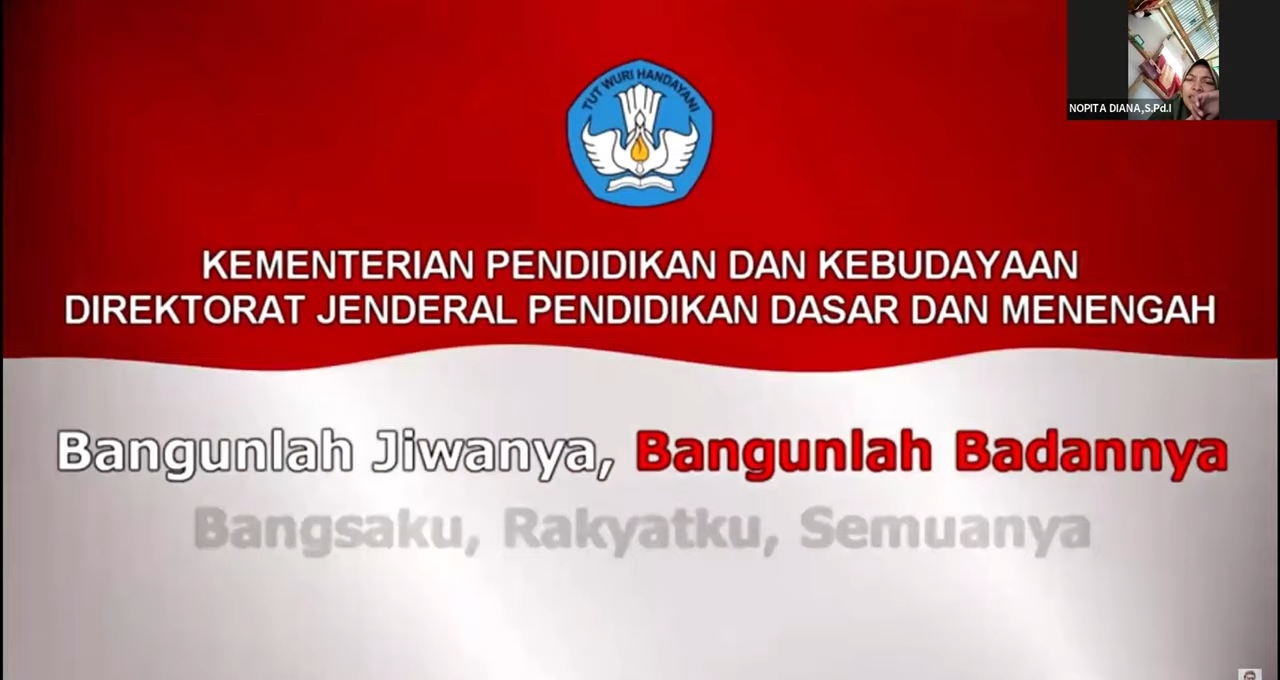 NOPITA DIANA,S.Pd.I
TUT WURI HANDAYANI
KEMENTERIAN PENDIDIKAN DAN KEBUDAYAAN
DIREKTORAT JENDERAL PENDIDIKAN DASAR DAN MENENGAH
Bangunlah Jiwanya, Bangunlah Badannya
Bangsaku, Rakyatku, Semuanya